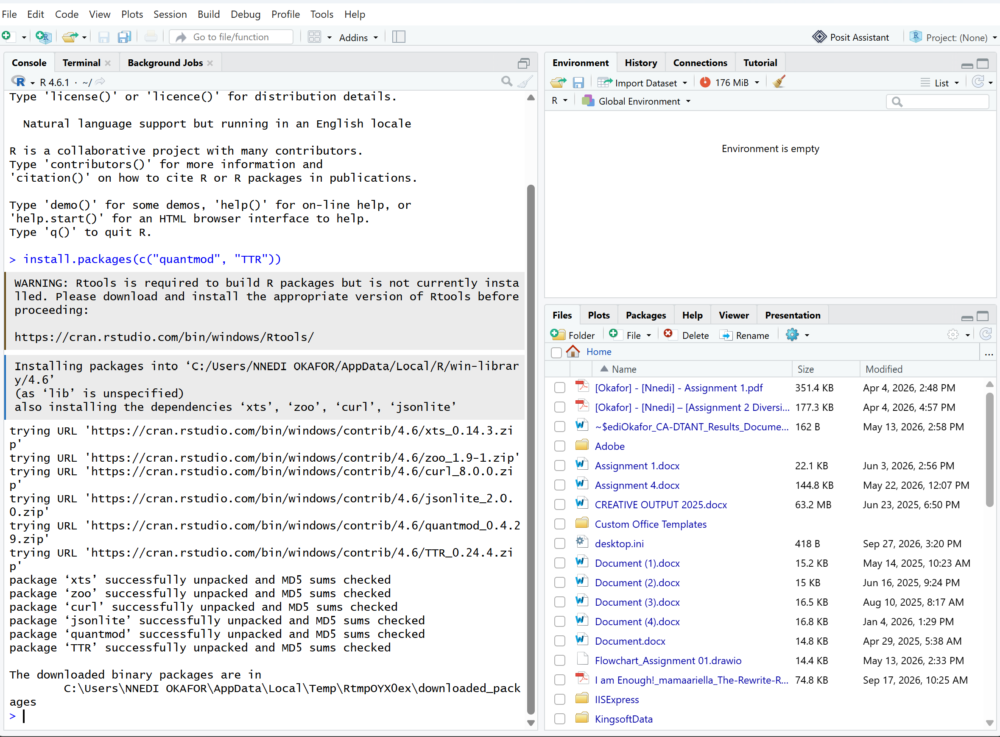 File Edit Code View Plots Session Build Debug Profile Tools Help
Go to file/function Addins Posit Assistant Project: (None)
Console Terminal Background Jobs
R 4.6.1 · ~/
Type 'license()' or 'licence()' for distribution details.
Natural language support but running in an English locale
R is a collaborative project with many contributors.
Type 'contributors()' for more information and
'citation()' on how to cite R or R packages in publications.
Type 'demo()' for some demos, 'help()' for on-line help, or
'help.start()' for an HTML browser interface to help.
Type 'q()' to quit R.
> install.packages(c("quantmod", "TTR"))
WARNING: Rtools is required to build R packages but is not currently insta
lled. Please download and install the appropriate version of Rtools before
proceeding:
https://cran.rstudio.com/bin/windows/Rtools/
Installing packages into ‘C:/Users/NNEDI OKAFOR/AppData/Local/R/win-librar
y/4.6’
(as ‘lib’ is unspecified)
also installing the dependencies ‘xts’, ‘zoo’, ‘curl’, ‘jsonlite’
trying URL 'https://cran.rstudio.com/bin/windows/contrib/4.6/xts_0.14.3.zi
p'
trying URL 'https://cran.rstudio.com/bin/windows/contrib/4.6/zoo_1.9-1.zip'
trying URL 'https://cran.rstudio.com/bin/windows/contrib/4.6/curl_8.0.0.zi
p'
trying URL 'https://cran.rstudio.com/bin/windows/contrib/4.6/jsonlite_2.0.
0.zip'
trying URL 'https://cran.rstudio.com/bin/windows/contrib/4.6/quantmod_0.4.2
9.zip'
trying URL 'https://cran.rstudio.com/bin/windows/contrib/4.6/TTR_0.24.4.zi
p'
package ‘xts’ successfully unpacked and MD5 sums checked
package ‘zoo’ successfully unpacked and MD5 sums checked
package ‘curl’ successfully unpacked and MD5 sums checked
package ‘jsonlite’ successfully unpacked and MD5 sums checked
package ‘quantmod’ successfully unpacked and MD5 sums checked
package ‘TTR’ successfully unpacked and MD5 sums checked
The downloaded binary packages are in
C:\Users\NNEDI OKAFOR\AppData\Local\Temp\RtmpOYX0ex\downloaded_pack
ages
>
Environment History Connections Tutorial
Import Dataset 176 MiB List
R Global Environment
Environment is empty
Files Plots Packages Help Viewer Presentation
Folder File Delete Rename
Home ...
Name Size Modified
[Okafor] - [Nnedi] - Assignment 1.pdf 351.4 KB Apr 4, 2026, 2:48 PM
[Okafor] - [Nnedi] – [Assignment 2 Diversi... 177.3 KB Apr 4, 2026, 4:57 PM
~$ediOkafor_CA-DTANT_Results_Docume... 162 B May 13, 2026, 2:58 PM
Adobe
Assignment 1.docx 22.1 KB Jun 3, 2026, 2:56 PM
Assignment 4.docx 144.8 KB May 22, 2026, 12:07 PM
CREATIVE OUTPUT 2025.docx 63.2 MB Jun 23, 2025, 6:50 PM
Custom Office Templates
desktop.ini 418 B Sep 27, 2026, 3:20 PM
Document (1).docx 15.2 KB May 14, 2025, 10:23 AM
Document (2).docx 15 KB Jun 16, 2025, 9:24 PM
Document (3).docx 16.5 KB Aug 10, 2025, 8:17 AM
Document (4).docx 16.8 KB Jan 4, 2026, 1:29 PM
Document.docx 14.8 KB Apr 29, 2025, 5:38 AM
Flowchart_Assignment 01.drawio 14.4 KB May 13, 2026, 2:33 PM
I am Enough!_mamaariella_The-Rewrite-R... 74.8 KB Sep 17, 2026, 10:25 AM
IISExpress
KingsoftData